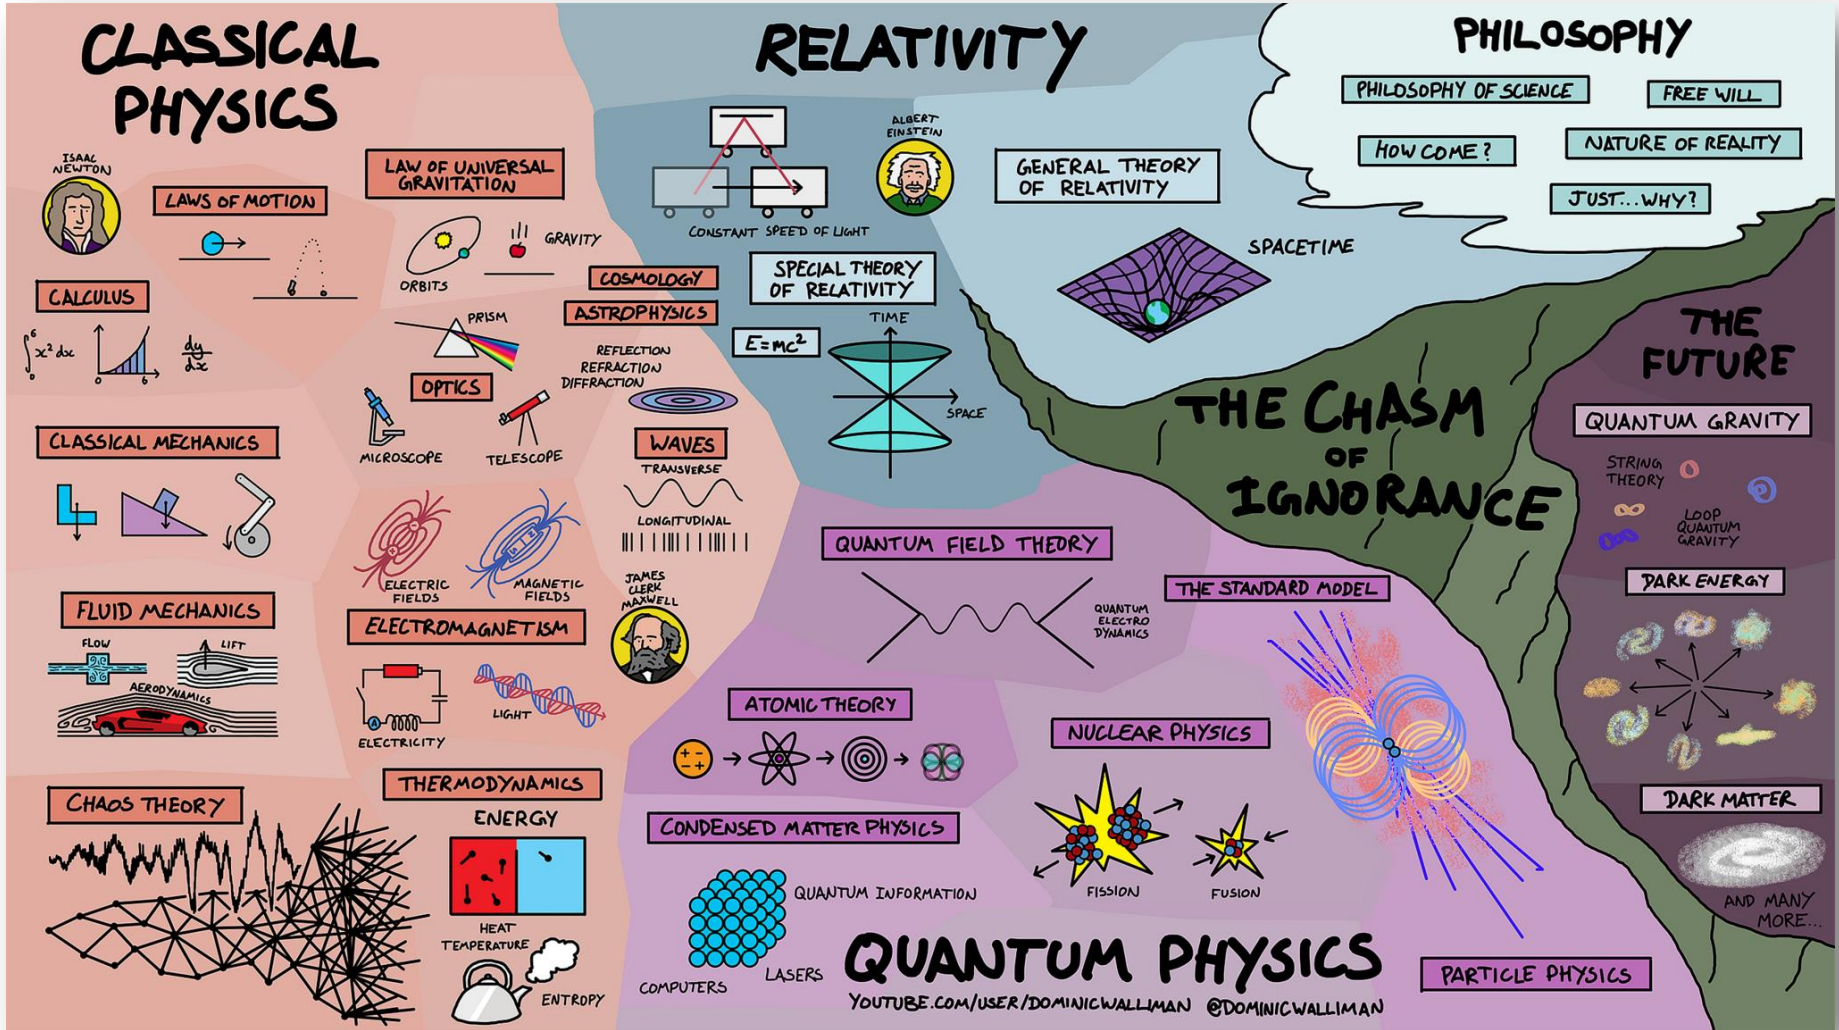 CLASSICAL
PHYSICS
ISAAC
NEWTON
LAWS OF MOTION
LAW OF UNIVERSAL
GRAVITATION
ORBITS
GRAVITY
CALCULUS
∫₀⁶ x² dx
0
6
dy
dx
PRISM
OPTICS
MICROSCOPE
TELESCOPE
COSMOLOGY
ASTROPHYSICS
REFLECTION
REFRACTION
DIFFRACTION
WAVES
TRANSVERSE
LONGITUDINAL
CLASSICAL MECHANICS
ELECTRIC
FIELDS
MAGNETIC
FIELDS
S
N
JAMES
CLERK
MAXWELL
ELECTROMAGNETISM
A
ELECTRICITY
LIGHT
FLUID MECHANICS
FLOW
LIFT
AERODYNAMICS
CHAOS THEORY
THERMODYNAMICS
ENERGY
HEAT
TEMPERATURE
ENTROPY
RELATIVITY
ALBERT
EINSTEIN
CONSTANT SPEED OF LIGHT
SPECIAL THEORY
OF RELATIVITY
E=mc²
TIME
SPACE
GENERAL THEORY
OF RELATIVITY
SPACETIME
PHILOSOPHY
PHILOSOPHY OF SCIENCE
FREE WILL
HOW COME?
NATURE OF REALITY
JUST...WHY?
THE CHASM
OF
IGNORANCE
THE
FUTURE
QUANTUM GRAVITY
STRING
THEORY
LOOP
QUANTUM
GRAVITY
DARK ENERGY
DARK MATTER
AND MANY
MORE...
QUANTUM FIELD THEORY
QUANTUM
ELECTRO
DYNAMICS
THE STANDARD MODEL
ATOMIC THEORY
NUCLEAR PHYSICS
FISSION
FUSION
CONDENSED MATTER PHYSICS
QUANTUM INFORMATION
LASERS
COMPUTERS
PARTICLE PHYSICS
QUANTUM PHYSICS
YOUTUBE.COM/USER/DOMINICWALLIMAN @DOMINICWALLIMAN